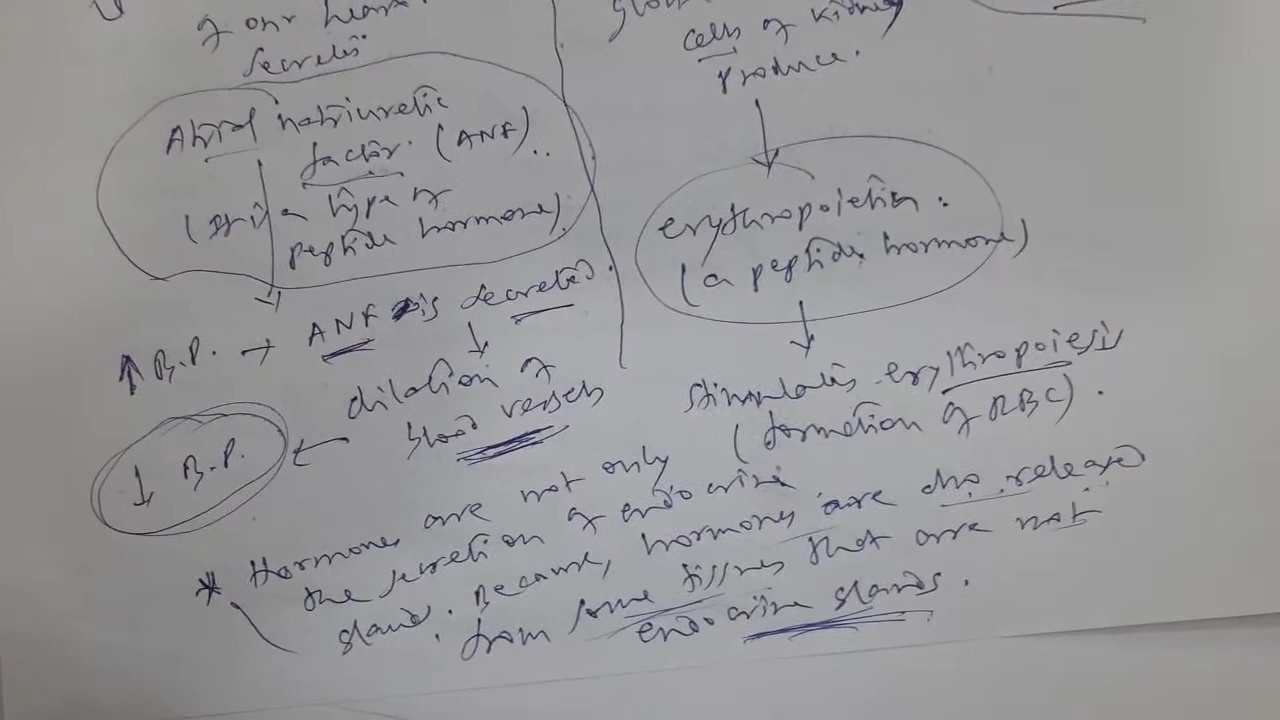 of our heart
secretes
Atrial natriuretic
factor. (ANF)..
a type of
peptide hormone)
↑ B.P. → ANF is secreted.
dilation of
blood vessels
↓ B.P.
cells of kidney
produce.
erythropoietin.
(a peptide hormone)
stimulates erythropoiesis
(formation of RBC).
* Hormones are not only
the secretion of endocrine
gland. Because, hormones are also released
from some tissues that are not
endocrine glands.